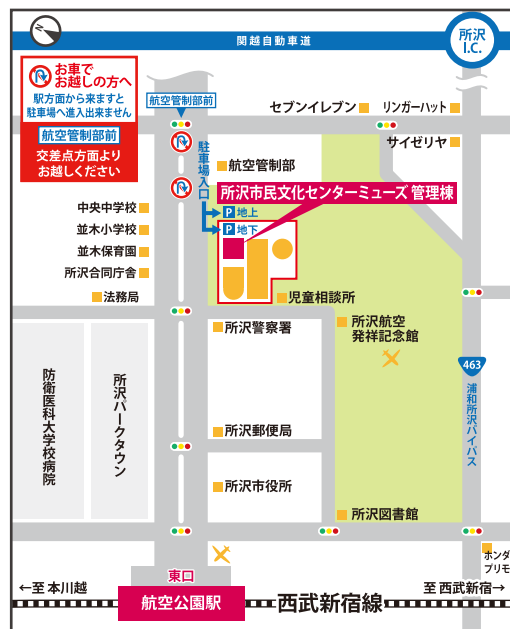 関越自動車道
所沢
I.C.
お車で
お越しの方へ
駅方面から来ますと
駐車場へ進入出来ません
航空管制部前
交差点方面より
お越しください
航空管制部前
セブンイレブン
リンガーハット
サイゼリヤ
駐車場入口
航空管制部
所沢市民文化センターミューズ 管理棟
P 地上
P 地下
中央中学校
並木小学校
並木保育園
所沢合同庁舎
法務局
児童相談所
所沢警察署
所沢航空
発祥記念館
463
浦和所沢バイパス
防衛医科大学校病院
所沢パークタウン
所沢郵便局
所沢市役所
所沢図書館
ホンダ
プリモ
東口
←至 本川越
航空公園駅
西武新宿線
至 西武新宿→